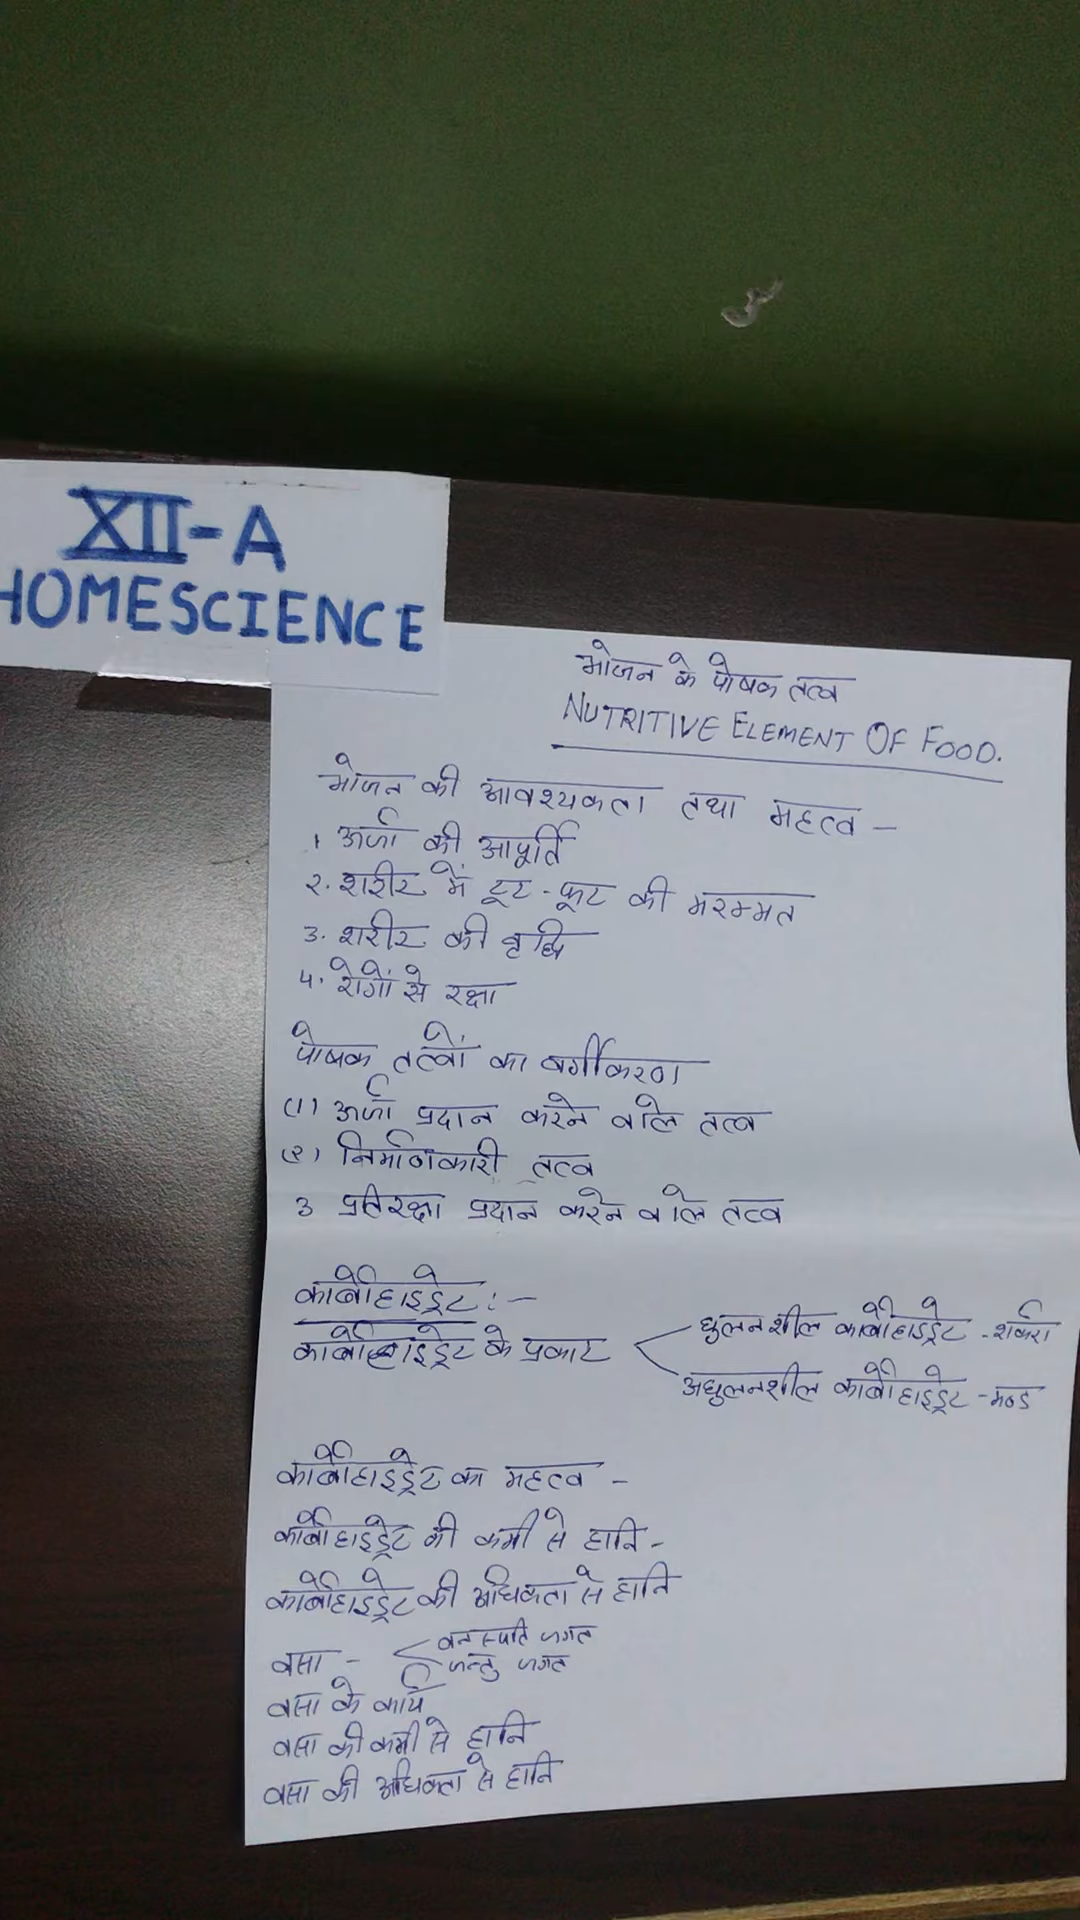 XII-A
HOMESCIENCE
भोजन के पोषक तत्व
NUTRITIVE ELEMENT OF FOOD.
भोजन की आवश्यकता तथा महत्व -
1. ऊर्जा की आपूर्ति
२. शरीर में टूट-फूट की मरम्मत
3. शरीर की वृद्धि
4. रोगों से रक्षा
पोषक तत्वों का वर्गीकरण
(1) ऊर्जा प्रदान करने वाले तत्व
(२) निर्माणकारी तत्व
3 प्रतिरक्षा प्रदान करने वाले तत्व
कार्बोहाइड्रेट :-
कार्बोहाइड्रेट के प्रकार
घुलनशील कार्बोहाइड्रेट - शर्करा
अघुलनशील कार्बोहाइड्रेट - मण्ड
कार्बोहाइड्रेट का महत्व -
कार्बोहाइड्रेट की कमी से हानि -
कार्बोहाइड्रेट की अधिकता से हानि
वसा -
वनस्पति जगत
जन्तु जगत
वसा के कार्य
वसा की कमी से हानि
वसा की अधिकता से हानि